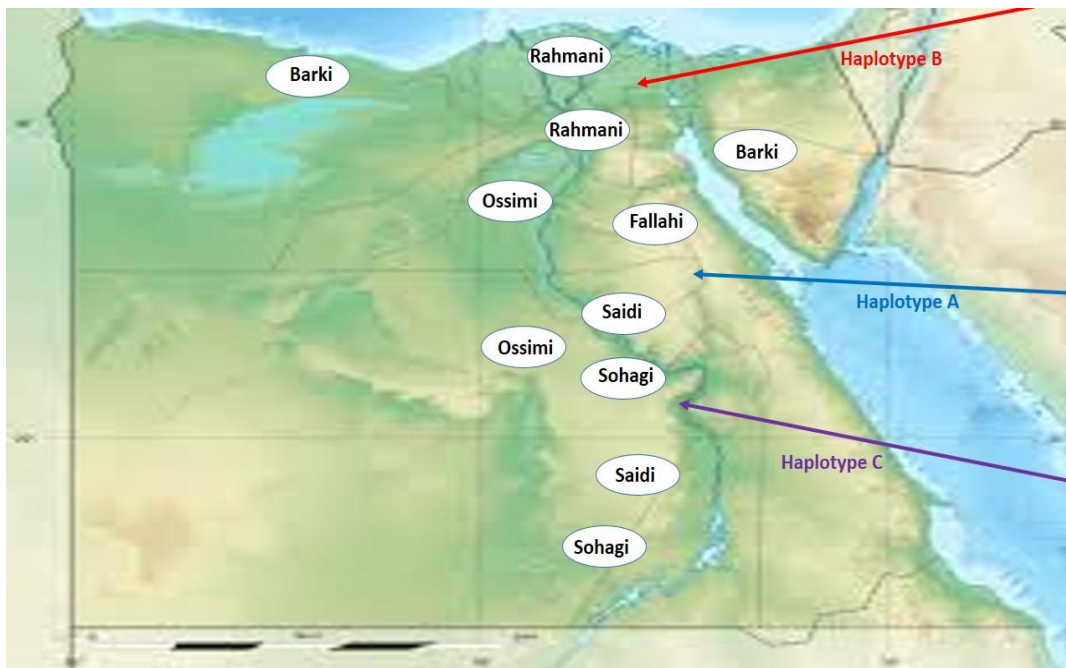 Rahmani
Haplotype B
Barki
Rahmani
Barki
Ossimi
Fallahi
Haplotype A
Saidi
Ossimi
Sohagi
Haplotype C
Saidi
Sohagi